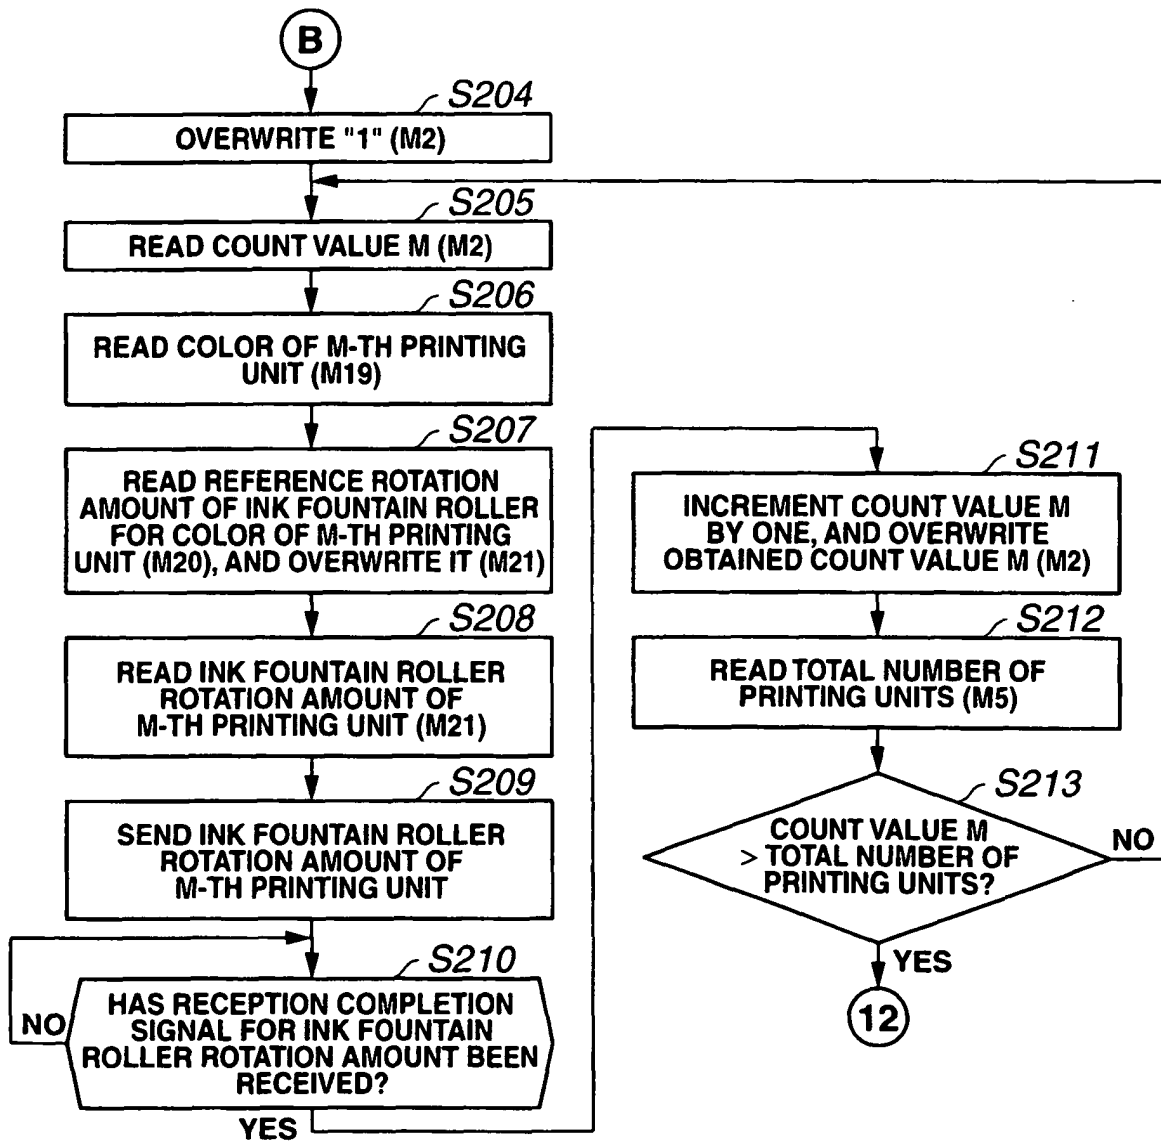 B
S204
OVERWRITE "1" (M2)
S205
READ COUNT VALUE M (M2)
S206
READ COLOR OF M-TH PRINTING
UNIT (M19)
S207
READ REFERENCE ROTATION
AMOUNT OF INK FOUNTAIN ROLLER
FOR COLOR OF M-TH PRINTING
UNIT (M20), AND OVERWRITE IT (M21)
S208
READ INK FOUNTAIN ROLLER
ROTATION AMOUNT OF
M-TH PRINTING UNIT (M21)
S209
SEND INK FOUNTAIN ROLLER
ROTATION AMOUNT OF
M-TH PRINTING UNIT
S210
HAS RECEPTION COMPLETION
SIGNAL FOR INK FOUNTAIN
ROLLER ROTATION AMOUNT BEEN
RECEIVED?
NO
YES
S211
INCREMENT COUNT VALUE M
BY ONE, AND OVERWRITE
OBTAINED COUNT VALUE M (M2)
S212
READ TOTAL NUMBER OF
PRINTING UNITS (M5)
S213
COUNT VALUE M
> TOTAL NUMBER OF
PRINTING UNITS?
NO
YES
12